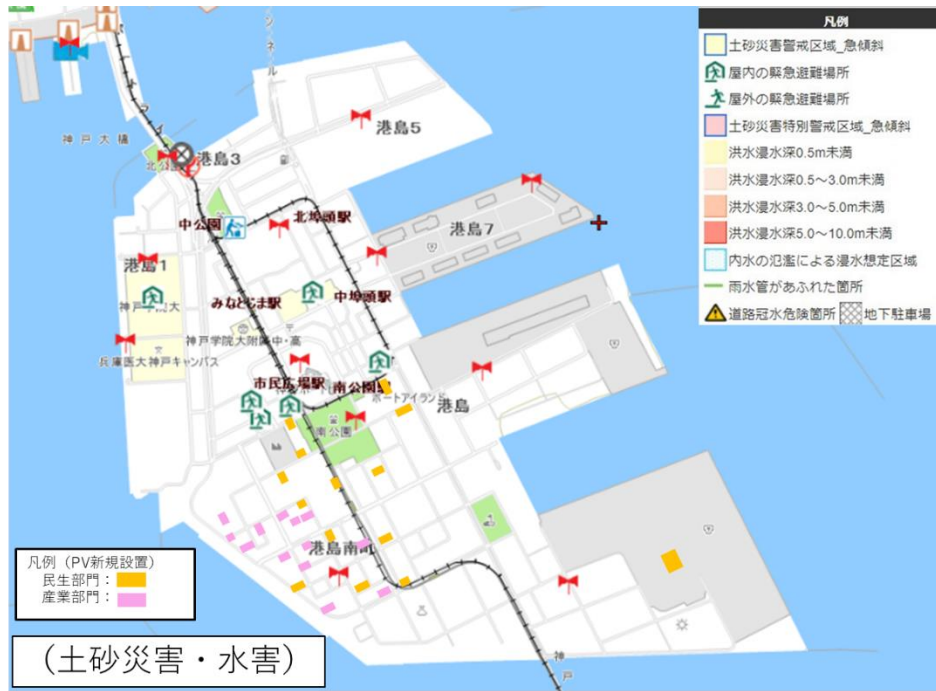 凡例
土砂災害警戒区域_急傾斜
屋内の緊急避難場所
屋外の緊急避難場所
土砂災害特別警戒区域_急傾斜
洪水浸水深0.5m未満
洪水浸水深0.5～3.0m未満
洪水浸水深3.0～5.0m未満
洪水浸水深5.0～10.0m未満
内水の氾濫による浸水想定区域
雨水管があふれた箇所
道路冠水危険箇所
地下駐車場
神戸大橋
港島5
港島3
北公園
中公園
北埠頭駅
港島7
港島1
神戸学院大
みなとじま駅
中埠頭駅
神戸学院大附属中・高
兵庫医大神戸キャンパス
市民広場駅
南公園駅
ポートアイランド
港島
南公園
港島南町
凡例（PV新規設置）
民生部門：
産業部門：
神戸
（土砂災害・水害）